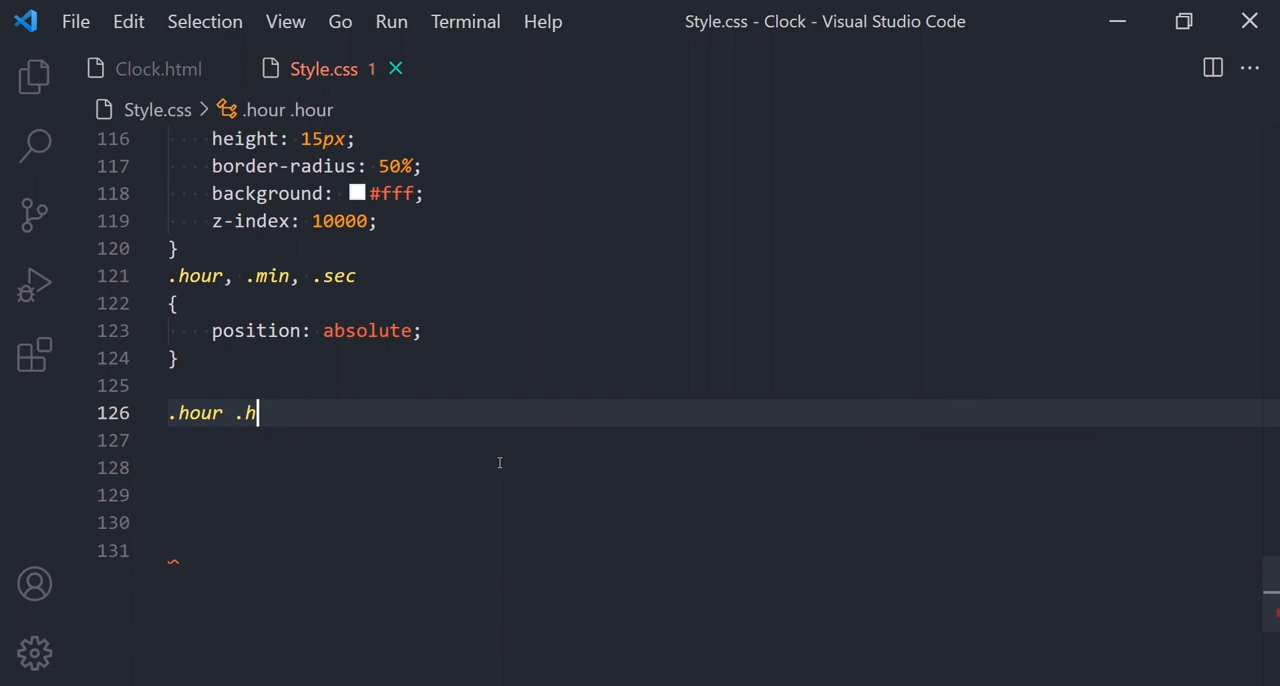 File Edit Selection View Go Run Terminal Help Style.css - Clock - Visual Studio Code
Clock.html Style.css 1
Style.css > .hour .hour
116 height: 15px;
117 border-radius: 50%;
118 background: #fff;
119 z-index: 10000;
120 }
121 .hour, .min, .sec
122 {
123 position: absolute;
124 }
125
126 .hour .h
127
128
129
130
131